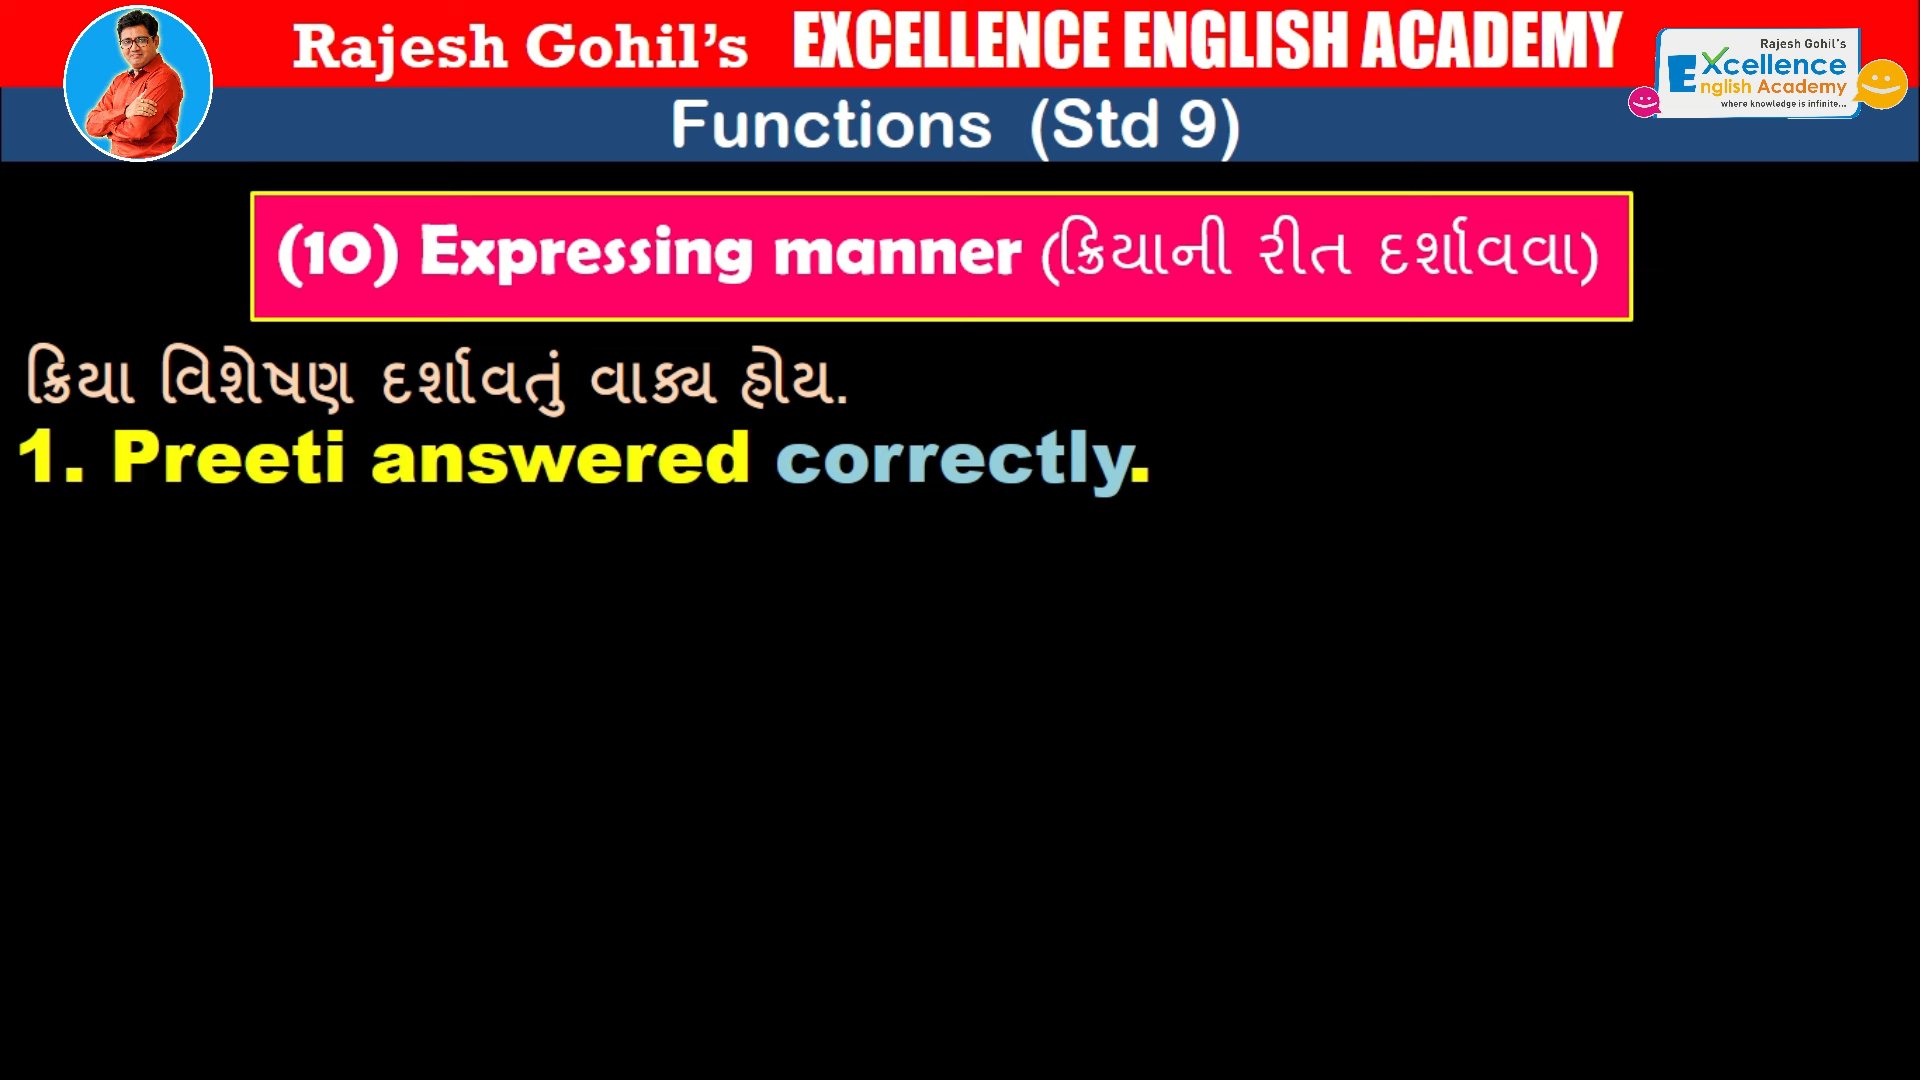 Rajesh Gohil’s EXCELLENCE ENGLISH ACADEMY
Rajesh Gohil's
Excellence
English Academy
where knowledge is infinite...
Functions (Std 9)
(10) Expressing manner (ક્રિયાની રીત દર્શાવવા)
ક્રિયા વિશેષણ દર્શાવતું વાક્ય હોય.
1. Preeti answered correctly.